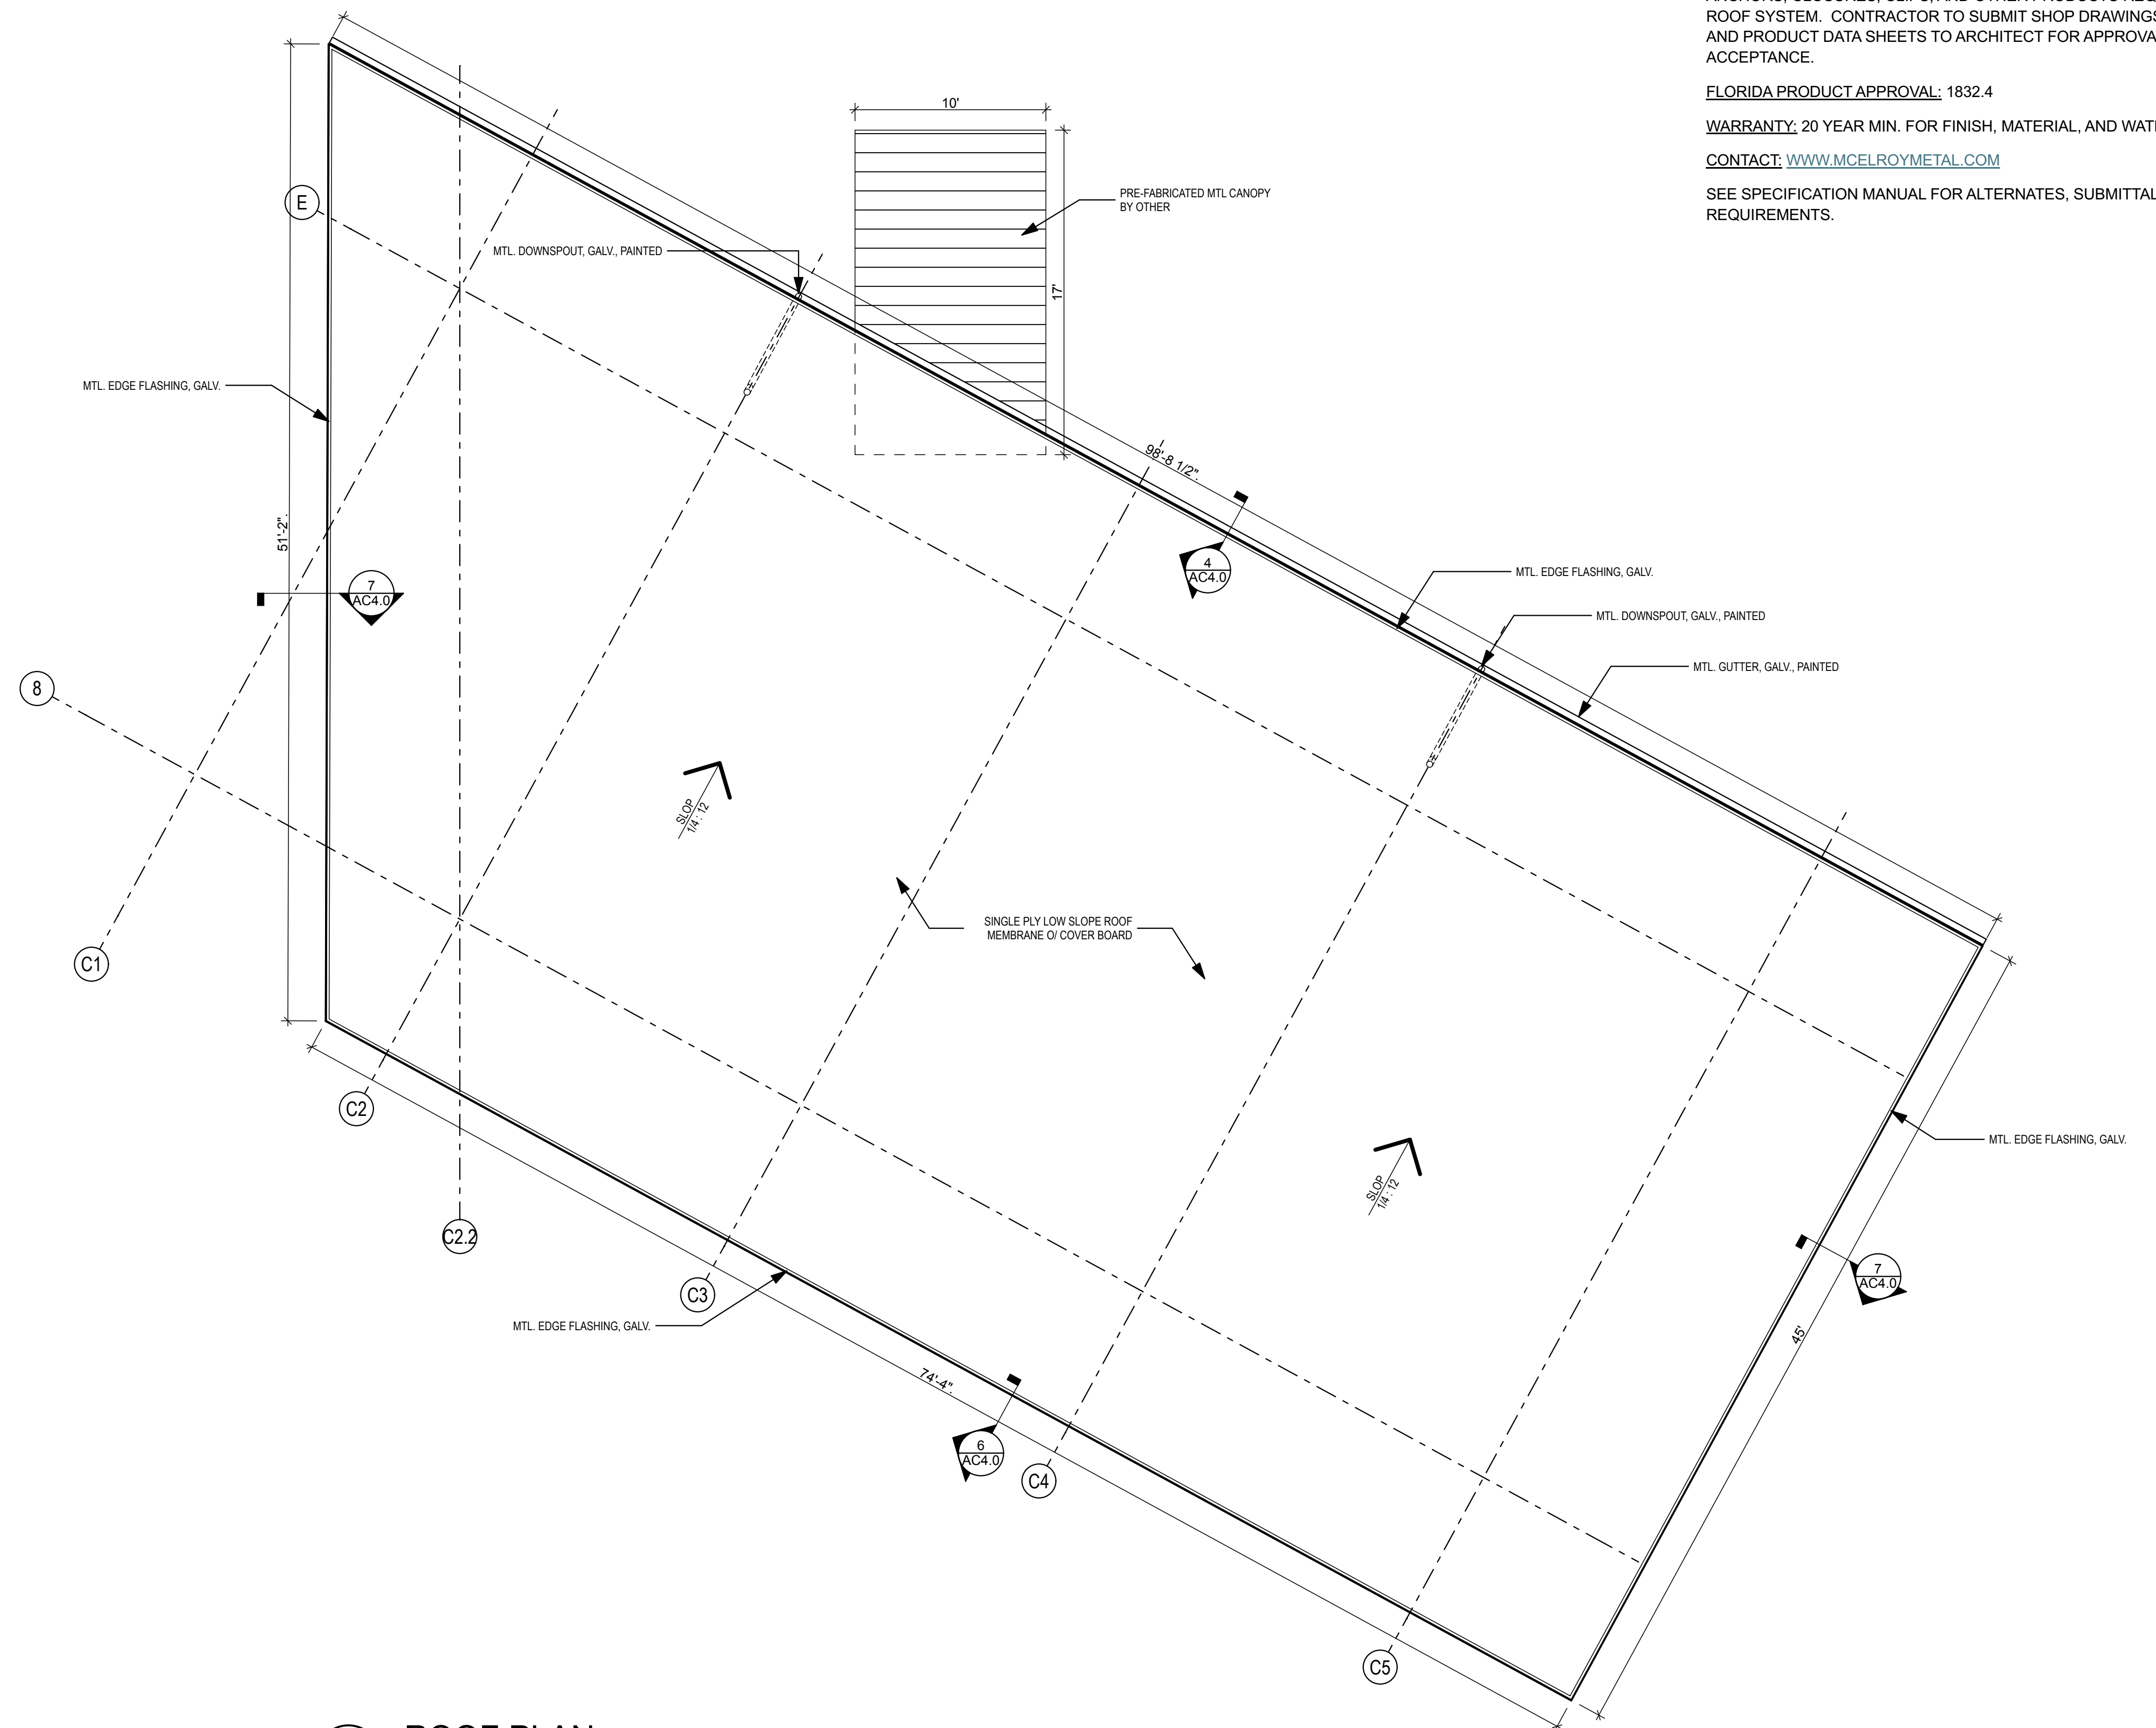 ROOF SYSTEM. CONTRACTOR TO SUBMIT SHOP DRAWINGS
AND PRODUCT DATA SHEETS TO ARCHITECT FOR
ACCEPTANCE.
FLORIDA PRODUCT APPROVAL: 1832.4
WARRANTY: 20 YEAR MIN. FOR FINISH, MATERIAL, AND
CONTACT: WWW.MCELROYMETAL.COM
SEE SPECIFICATION MANUAL FOR ALTERNATES,
REQUIREMENTS.
10'
17'
PRE-FABRICATED MTL CANOPY
BY OTHER
E
MTL. DOWNSPOUT, GALV., PAINTED
MTL. EDGE FLASHING, GALV.
98'-8 1/2".
51'-2".
4
AC4.0
MTL. EDGE FLASHING, GALV.
7
AC4.0
MTL. DOWNSPOUT, GALV., PAINTED
MTL. GUTTER, GALV., PAINTED
8
SLOP
1/4 : 12
SINGLE PLY LOW SLOPE ROOF
MEMBRANE O/ COVER BOARD
C1
C2
MTL. EDGE FLASHING, GALV.
SLOP
1/4 : 12
C2.2
C3
7
AC4.0
MTL. EDGE FLASHING, GALV.
45'
74'-4".
6
AC4.0
C4
C5
ROOF PLAN